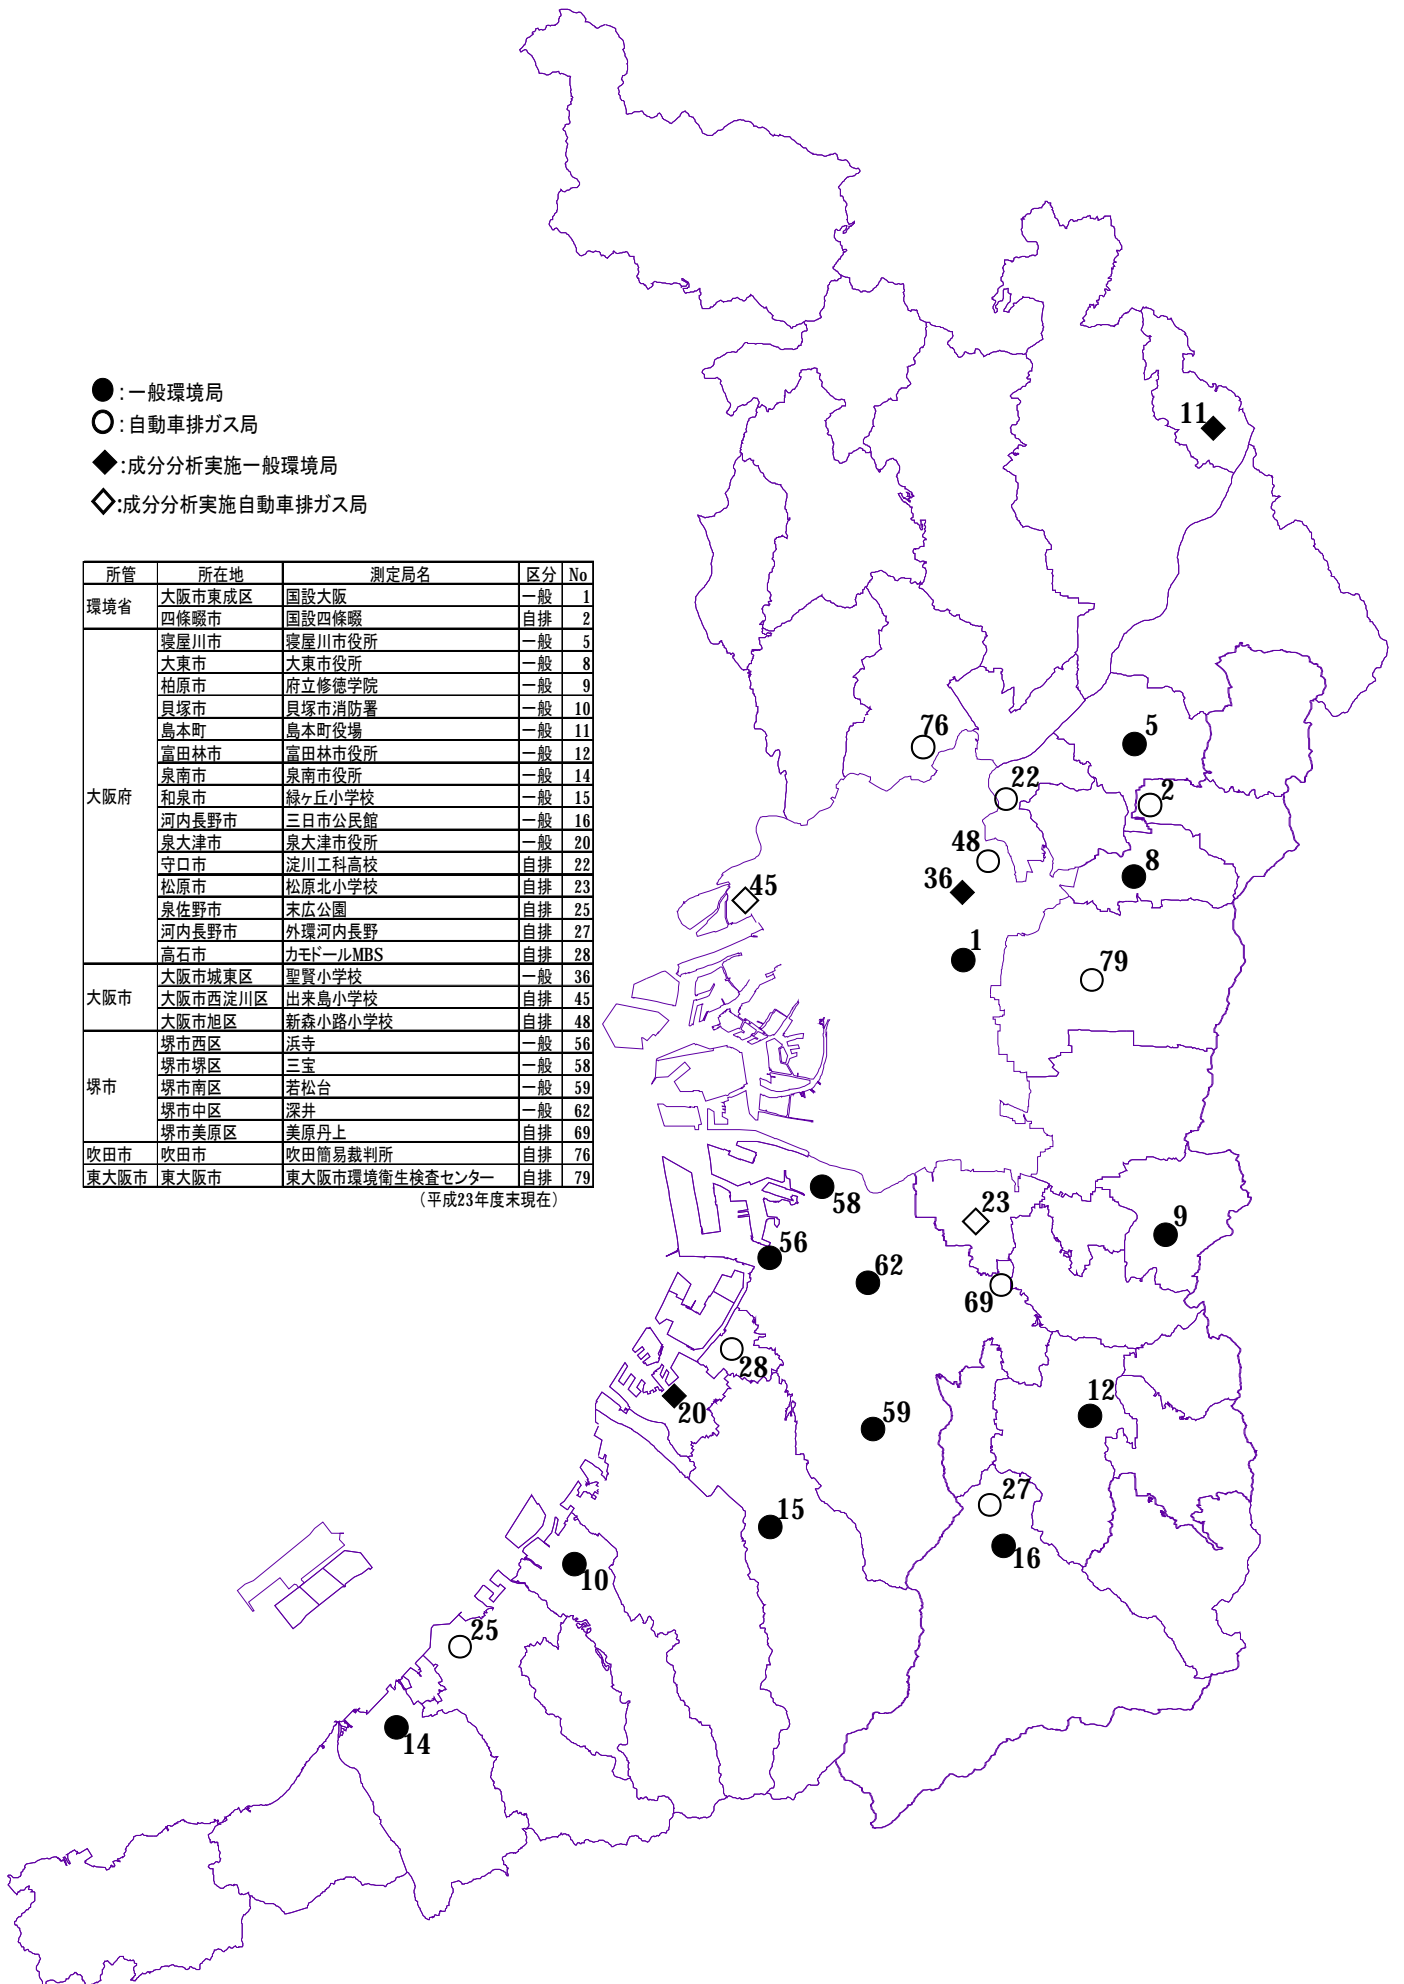 ●：一般環境局
○：自動車排ガス局
◆：成分分析実施一般環境局
◇：成分分析実施自動車排ガス局
所管 所在地 測定局名 区分 No
環境省 大阪市東成区 国設大阪 一般 1
四條畷市 国設四條畷 自排 2
大阪府 寝屋川市 寝屋川市役所 一般 5
大東市 大東市役所 一般 8
柏原市 府立修徳学院 一般 9
貝塚市 貝塚市消防署 一般 10
島本町 島本町役場 一般 11
富田林市 富田林市役所 一般 12
泉南市 泉南市役所 一般 14
和泉市 緑ヶ丘小学校 一般 15
河内長野市 三日市公民館 一般 16
泉大津市 泉大津市役所 一般 20
守口市 淀川工科高校 自排 22
松原市 松原北小学校 自排 23
泉佐野市 末広公園 自排 25
河内長野市 外環河内長野 自排 27
高石市 カモドールMBS 自排 28
大阪市 大阪市城東区 聖賢小学校 一般 36
大阪市西淀川区 出来島小学校 自排 45
大阪市旭区 新森小路小学校 自排 48
堺市 堺市西区 浜寺 一般 56
堺市堺区 三宝 一般 58
堺市南区 若松台 一般 59
堺市中区 深井 一般 62
堺市美原区 美原丹上 自排 69
吹田市 吹田市 吹田簡易裁判所 自排 76
東大阪市 東大阪市 東大阪市環境衛生検査センター 自排 79
（平成23年度末現在）
11
76
5
22
2
48
8
36
45
1
79
58
23
9
56
62
69
28
12
20
59
27
15
16
10
25
14